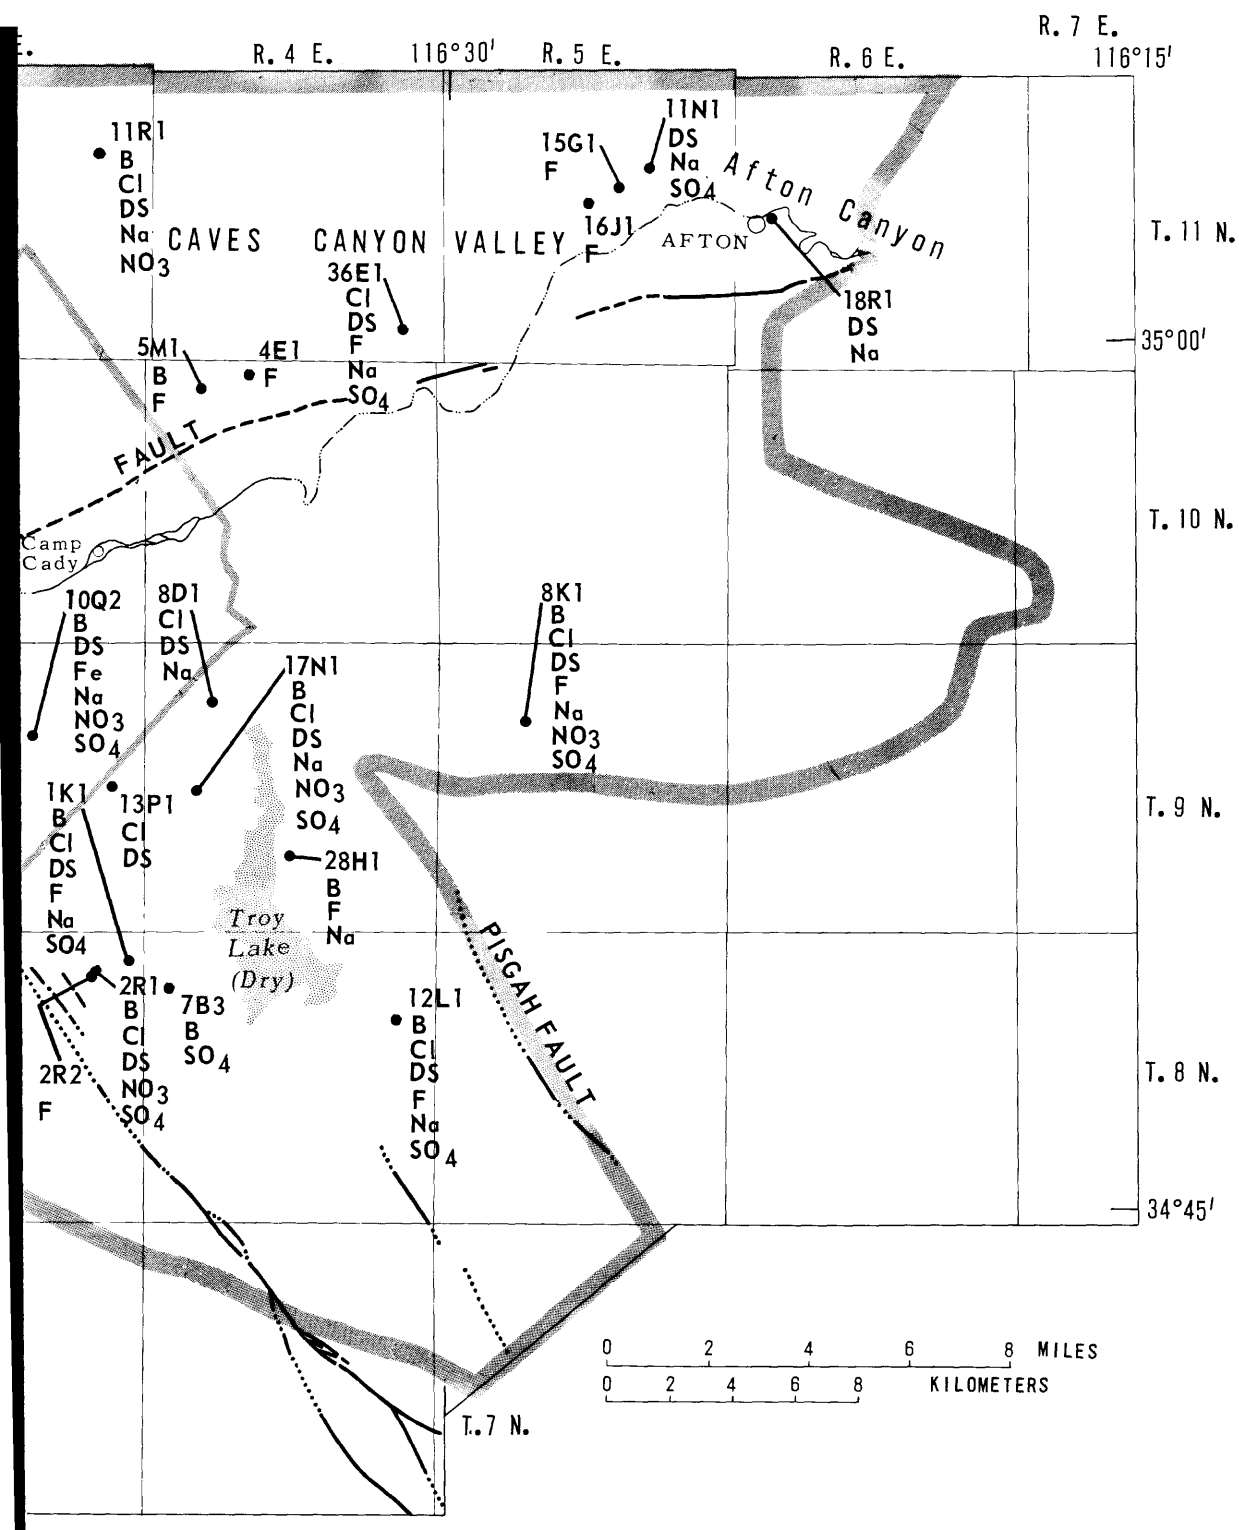 E.
R. 4 E.
116°30'
R. 5 E.
R. 6 E.
R. 7 E.
116°15'
11R1
B
Cl
DS
Na
NO3
15G1
F
11N1
DS
Na
SO4
16J1
F
Afton Canyon
AFTON
T. 11 N.
CAVES CANYON VALLEY
36E1
Cl
DS
F
Na
SO4
18R1
DS
Na
35°00'
5M1
B
F
4E1
F
FAULT
T. 10 N.
Camp
Cady
10Q2
B
DS
Fe
Na
NO3
SO4
8D1
Cl
DS
Na
17N1
B
Cl
DS
Na
NO3
SO4
8K1
B
Cl
DS
F
Na
NO3
SO4
1K1
B
Cl
DS
F
Na
SO4
13P1
Cl
DS
T. 9 N.
28H1
B
F
Na
Troy
Lake
(Dry)
PISGAH FAULT
2R1
B
Cl
DS
NO3
SO4
7B3
B
SO4
12L1
B
Cl
DS
F
Na
SO4
2R2
F
T. 8 N.
34°45'
0 2 4 6 8 MILES
0 2 4 6 8 KILOMETERS
T. 7 N.